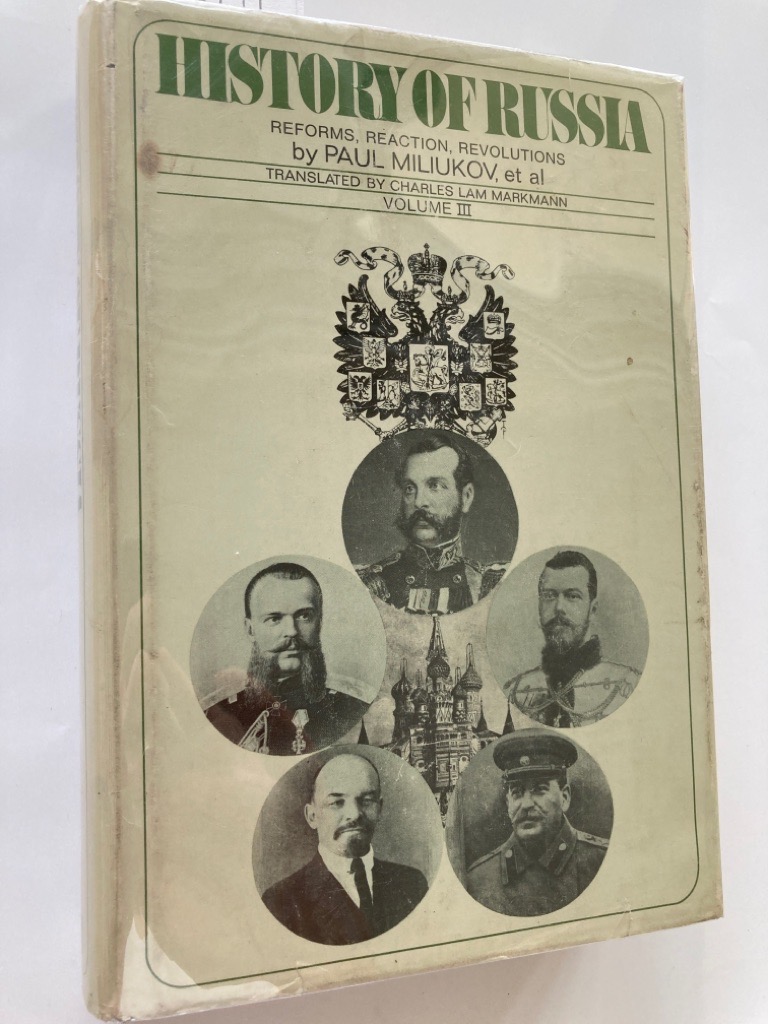 HISTORY OF RUSSIA
REFORMS, REACTION, REVOLUTIONS
by PAUL MILIUKOV, et al
TRANSLATED BY CHARLES LAM MARKMANN
VOLUME III